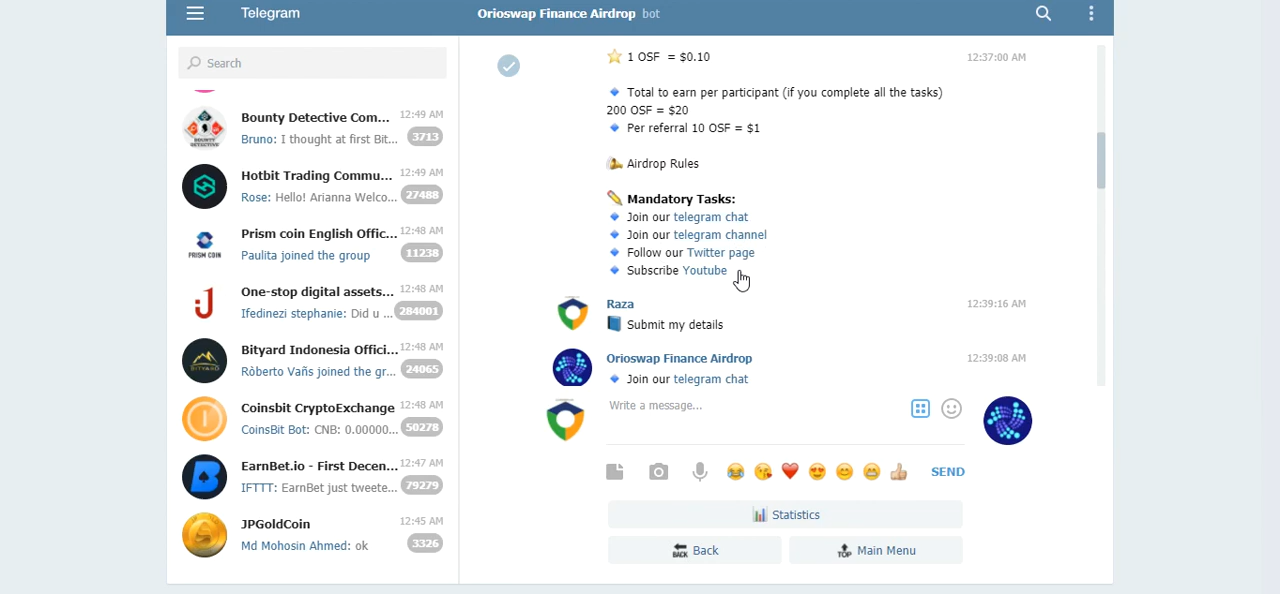 Telegram
Orioswap Finance Airdrop bot
Search
Bounty Detective Com... 12:49 AM
Bruno: I thought at first Bit... 3713
Hotbit Trading Commu... 12:49 AM
Rose: Hello! Arianna Welco... 27488
Prism coin English Offic... 12:48 AM
Paulita joined the group 11238
PRISM COIN
One-stop digital assets... 12:48 AM
Ifedinezi stephanie: Did u ... 284001
Bityard Indonesia Offici... 12:48 AM
Ròberto Vañs joined the gr... 24065
Coinsbit CryptoExchange 12:48 AM
CoinsBit Bot: CNB: 0.00000... 50278
EarnBet.io - First Decen... 12:47 AM
IFTTT: EarnBet just tweete... 79279
JPGoldCoin 12:45 AM
Md Mohosin Ahmed: ok 3326
1 OSF = $0.10 12:37:00 AM
Total to earn per participant (if you complete all the tasks)
200 OSF = $20
Per referral 10 OSF = $1
Airdrop Rules
Mandatory Tasks:
Join our telegram chat
Join our telegram channel
Follow our Twitter page
Subscribe Youtube
Raza 12:39:16 AM
Submit my details
Orioswap Finance Airdrop 12:39:08 AM
Join our telegram chat
Write a message...
SEND
Statistics
BACK Back
TOP Main Menu